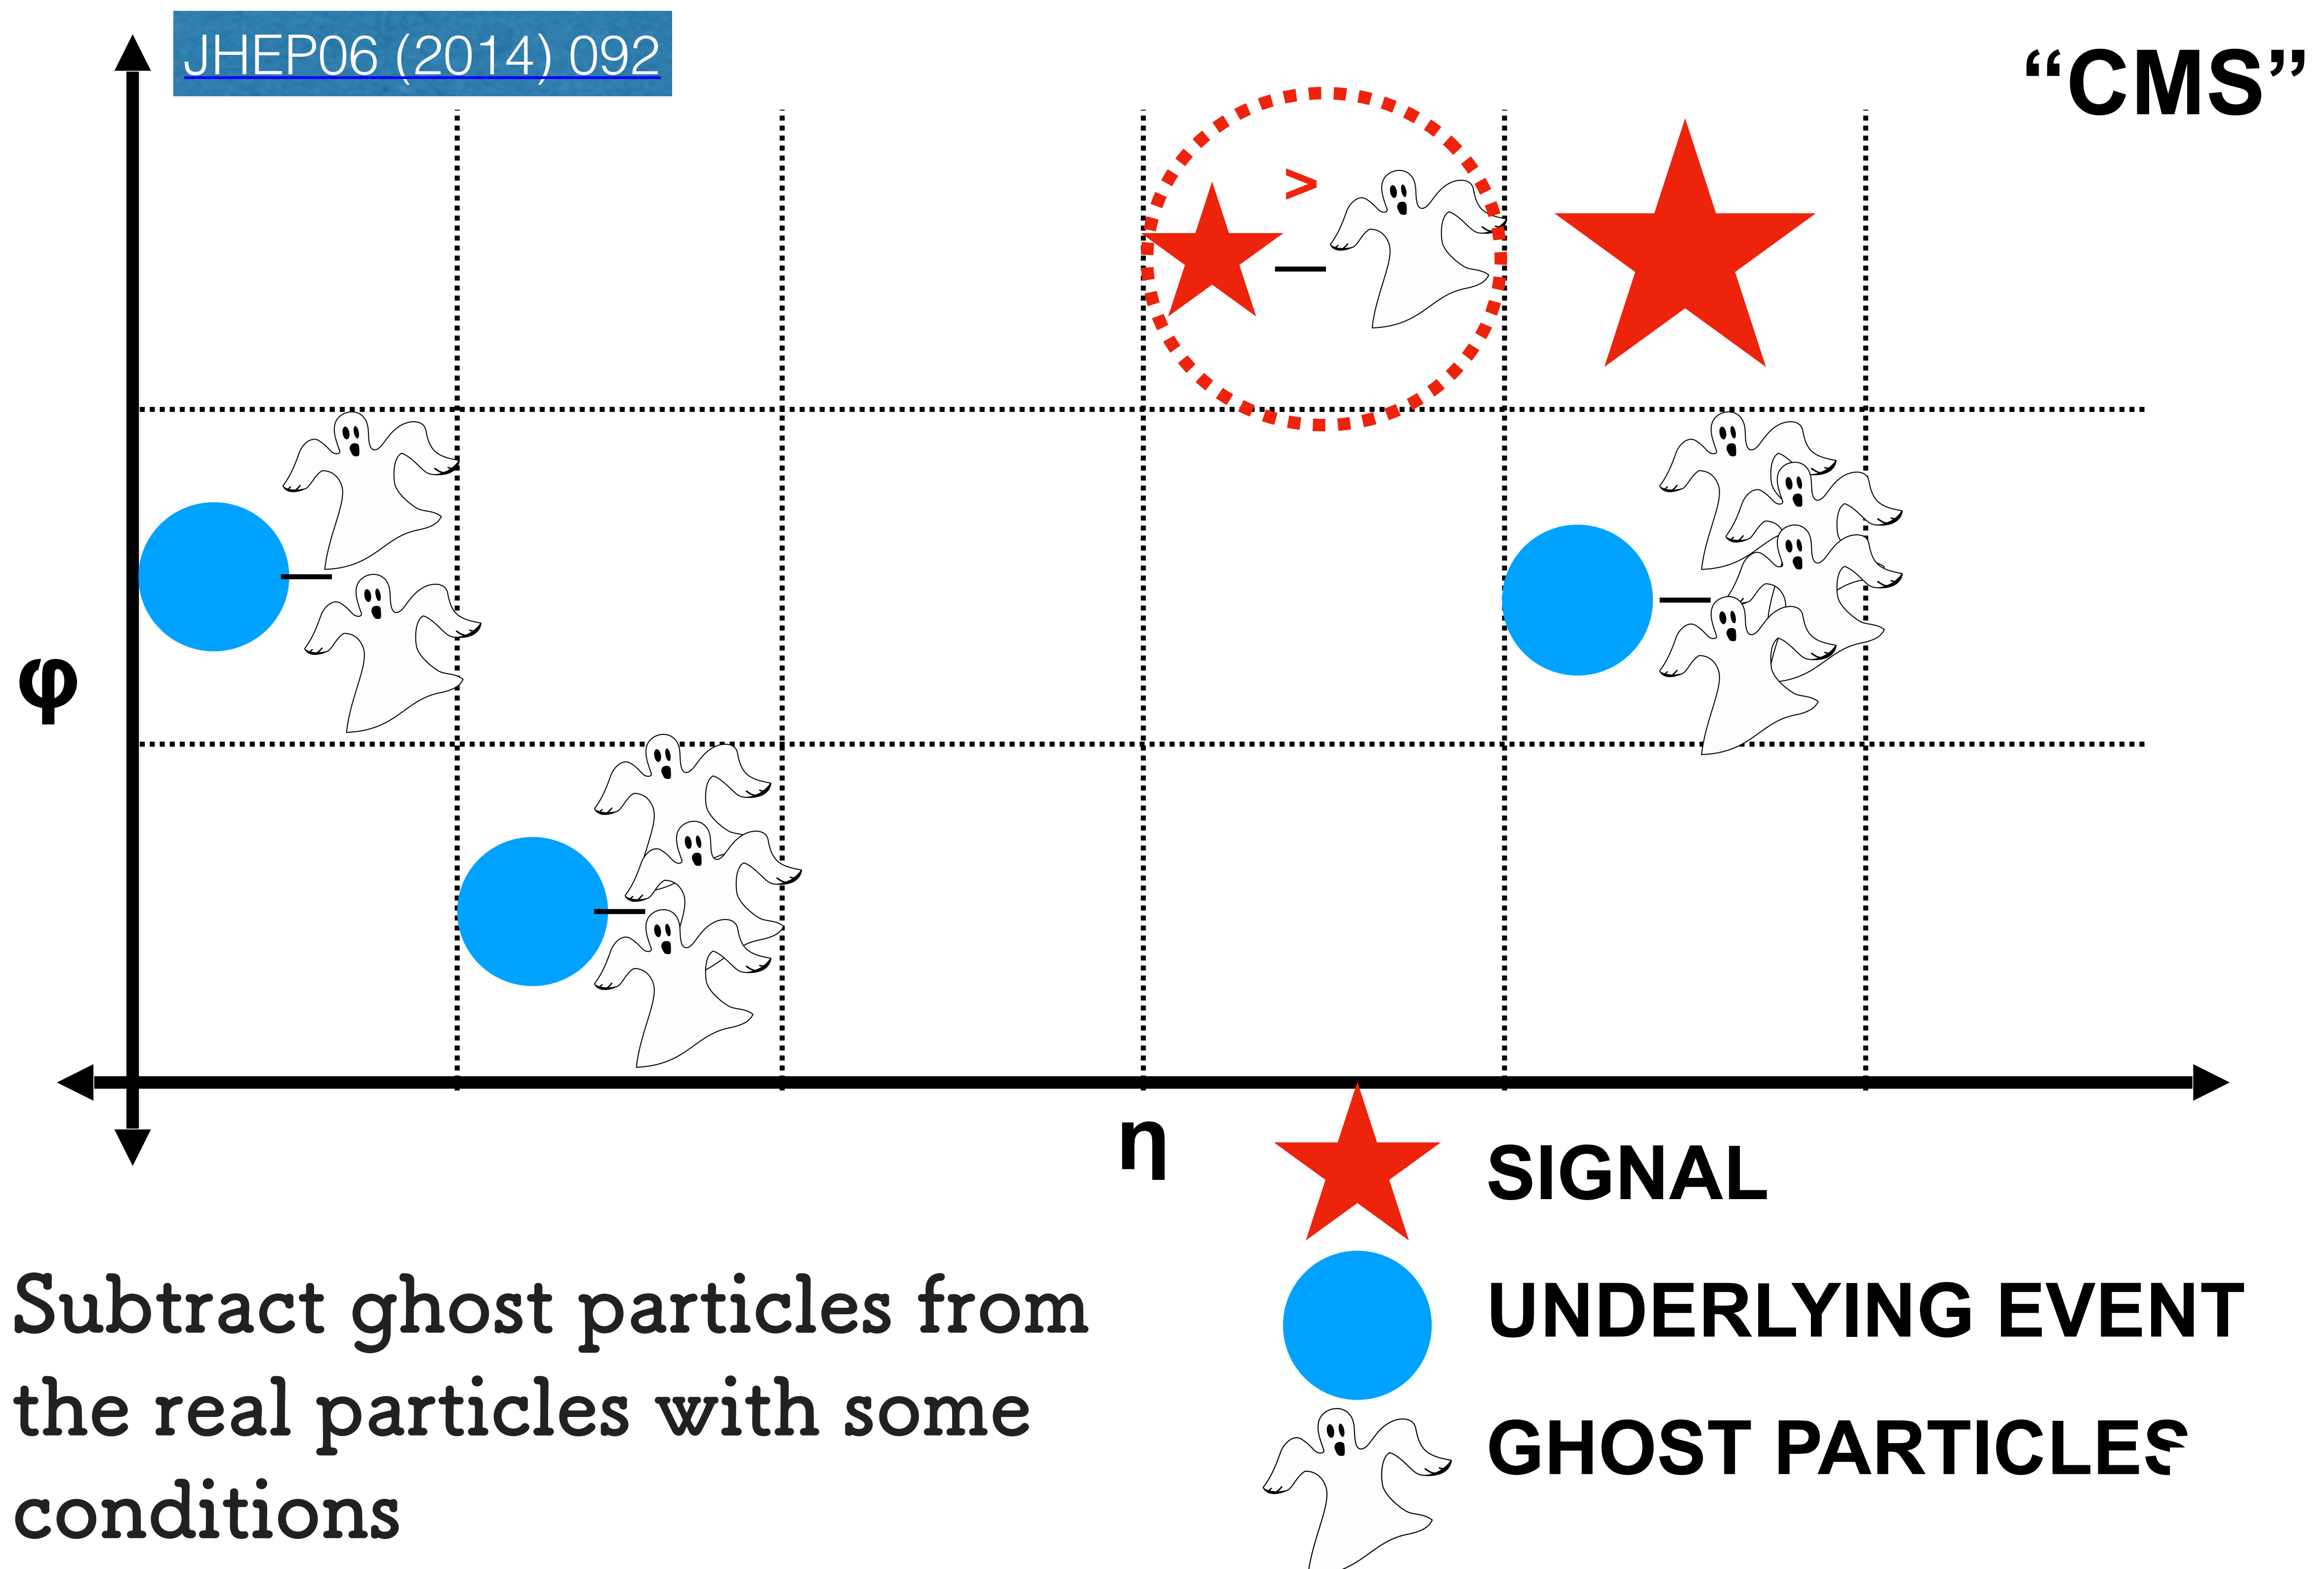 JHEP06 (2014) 092
“CMS”
>
φ
η
SIGNAL
UNDERLYING EVENT
GHOST PARTICLES
Subtract ghost particles from
the real particles with some
conditions